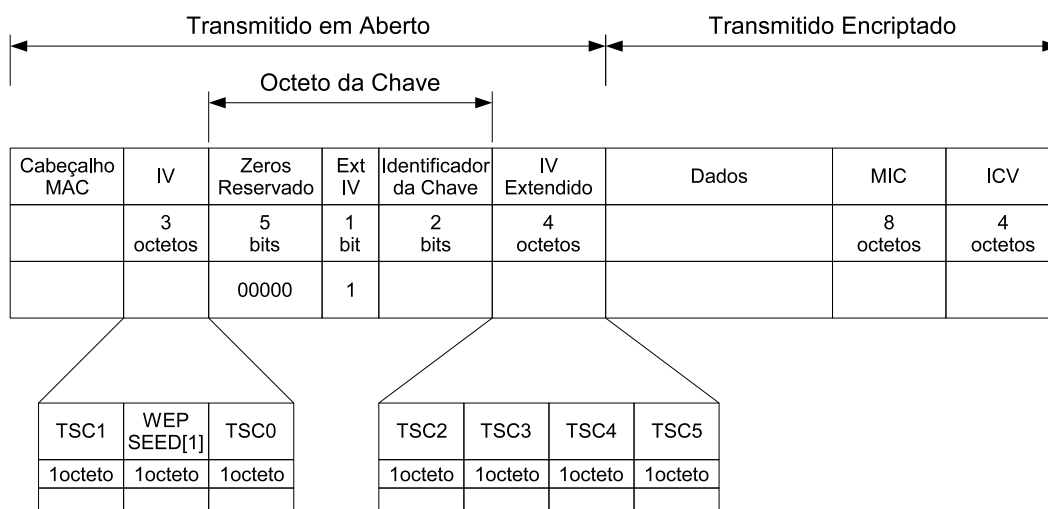 Transmitido em Aberto
Transmitido Encriptado
Octeto da Chave
Cabeçalho MAC
IV
Zeros Reservado
Ext IV
Identificador da Chave
IV Extendido
Dados
MIC
ICV
3 octetos
5 bits
1 bit
2 bits
4 octetos
8 octetos
4 octetos
00000
1
TSC1
WEP SEED[1]
TSC0
TSC2
TSC3
TSC4
TSC5
1octeto
1octeto
1octeto
1octeto
1octeto
1octeto
1octeto